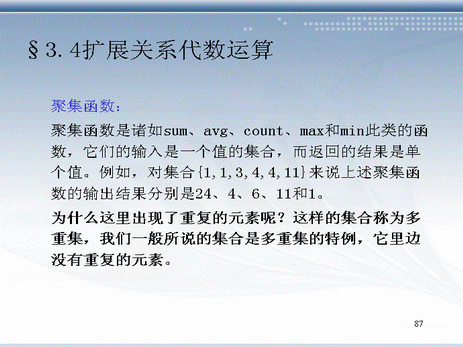 §3.4扩展关系代数运算
聚集函数：
聚集函数是诸如sum、avg、count、max和min此类的函
数，它们的输入是一个值的集合，而返回的结果是单
个值。例如，对集合{1,1,3,4,4,11}来说上述聚集函
数的输出结果分别是24、4、6、11和1。
为什么这里出现了重复的元素呢？这样的集合称为多
重集，我们一般所说的集合是多重集的特例，它里边
没有重复的元素。
87